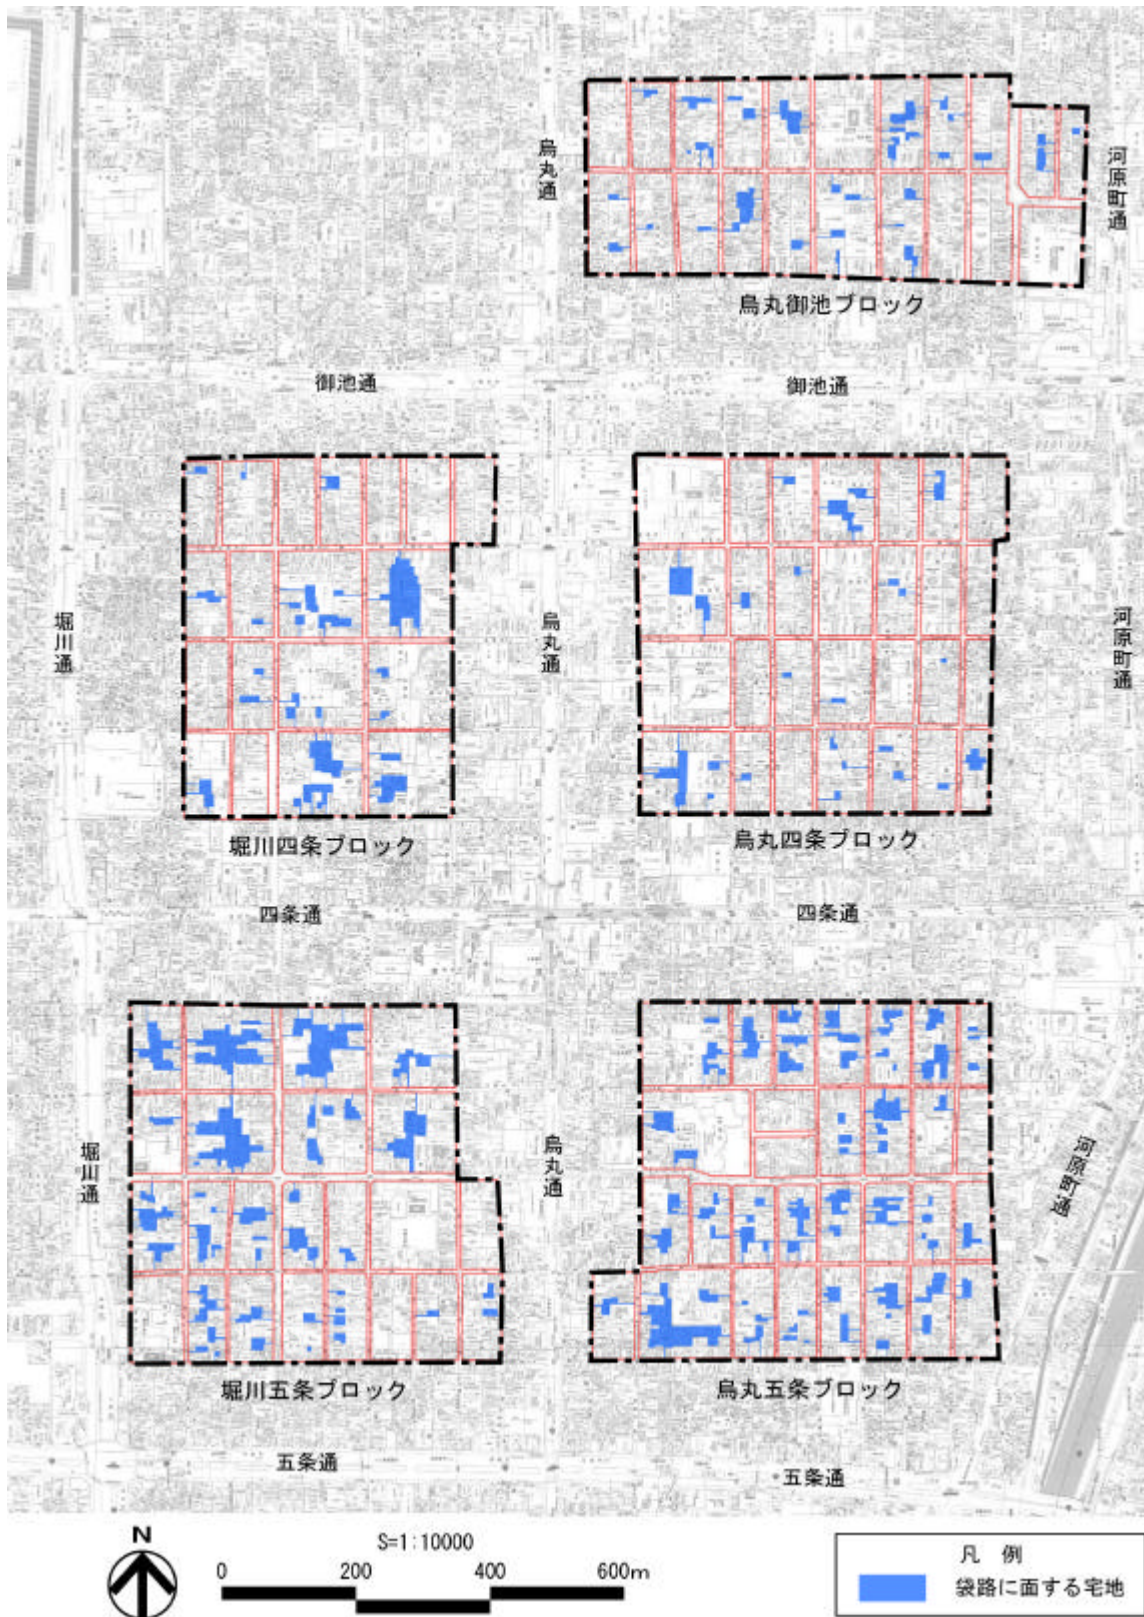 烏丸通
河原町通
烏丸御池ブロック
御池通
御池通
堀川通
烏丸通
河原町通
堀川四条ブロック
烏丸四条ブロック
四条通
四条通
堀川通
烏丸通
河原町通
堀川五条ブロック
烏丸五条ブロック
五条通
五条通
N
S=1:10000
0 200 400 600m
凡 例
袋路に面する宅地